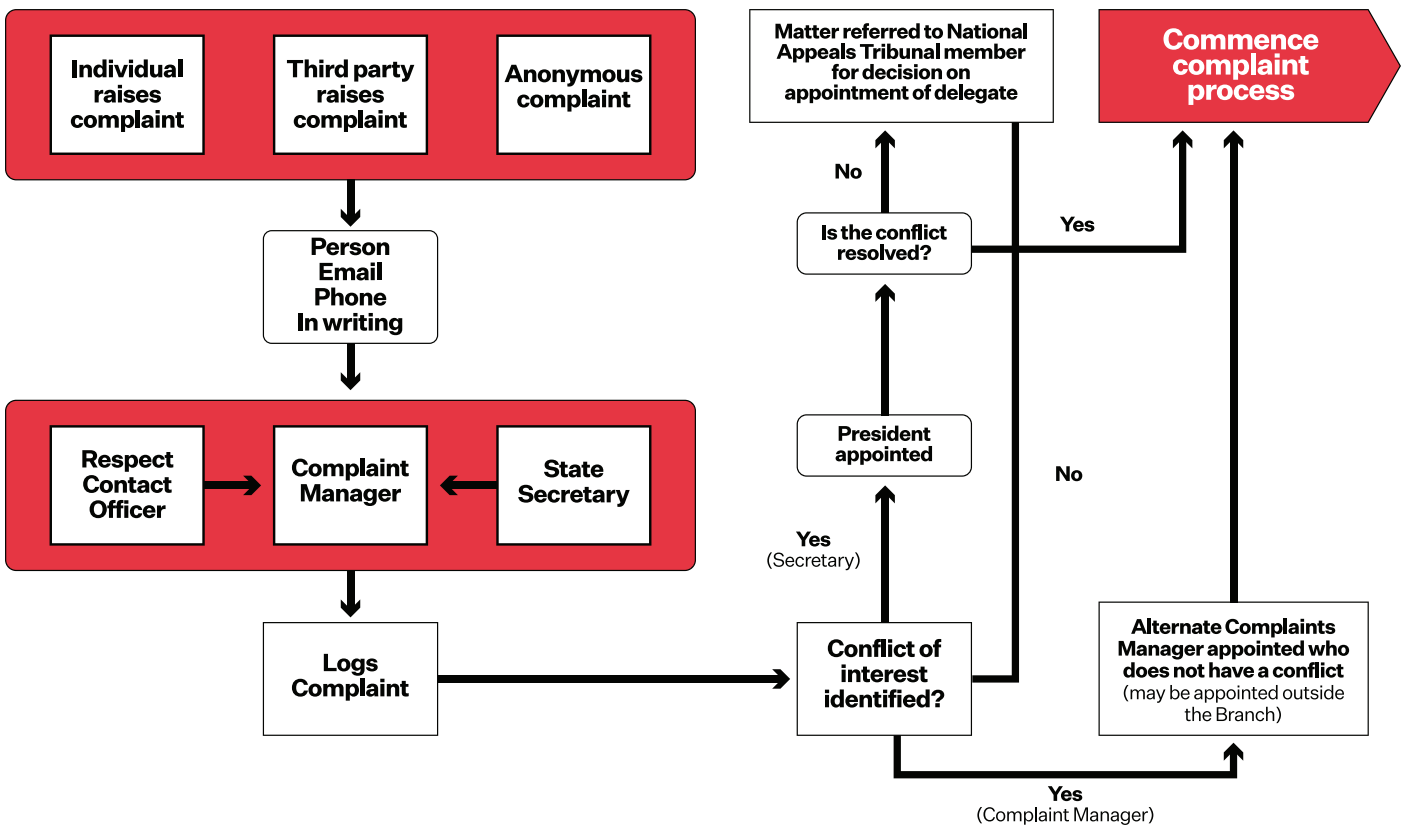 Individual
raises
complaint
Third party
raises
complaint
Anonymous
complaint
Person
Email
Phone
In writing
Respect
Contact
Officer
Complaint
Manager
State
Secretary
Logs
Complaint
Matter referred to National
Appeals Tribunal member
for decision on
appointment of delegate
Commence
complaint
process
No
Is the conflict
resolved?
Yes
President
appointed
No
Yes
(Secretary)
Conflict of
interest
identified?
Alternate Complaints
Manager appointed who
does not have a conflict
(may be appointed outside
the Branch)
Yes
(Complaint Manager)